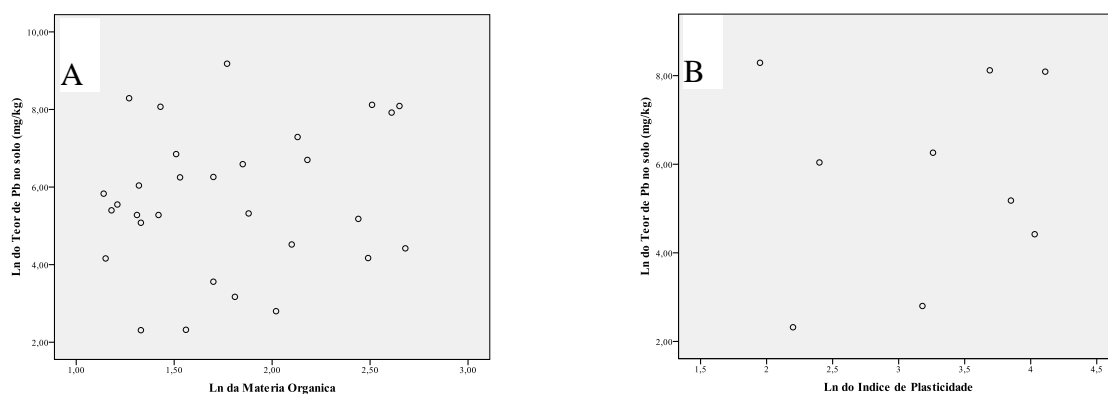 A
10,00
8,00
6,00
4,00
2,00
Ln do Teor de Pb no solo (mg/kg)
1,00 1,50 2,00 2,50 3,00
Ln da Materia Organica
B
8,00
6,00
4,00
2,00
Ln do Teor de Pb no solo (mg/kg)
1,5 2 2,5 3 3,5 4 4,5
Ln do Indice de Plasticidade